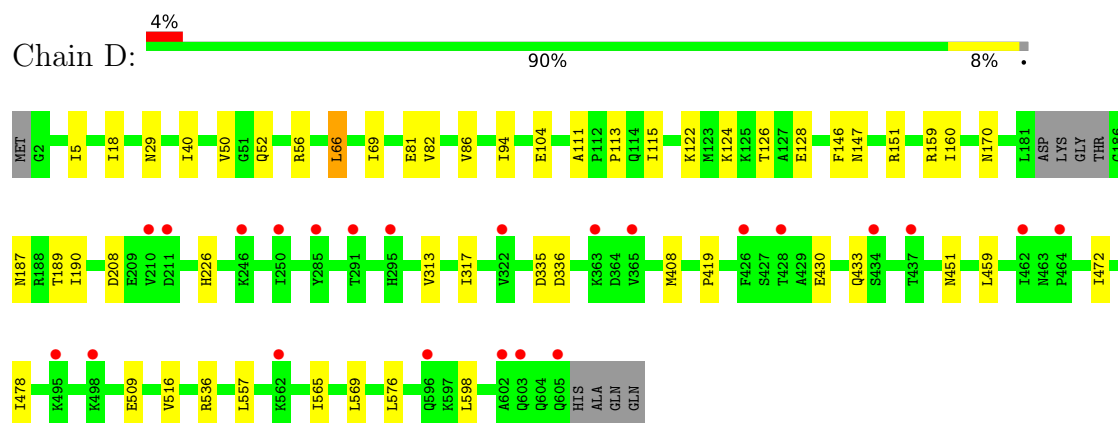 4%
Chain D:
90% 8% •
MET G2 I5 I18 N29 I40 V50 G51 Q52 R56 L66 I69 E81 V82 V86 I94 E104 A111 P112 P113 Q114 I115 K122 M123 K124 K125 T126 A127 E128 F146 N147 R151 R159 I160 N170 L181 ASP LYS GLY THR G186
N187 R188 T189 I190 D208 E209 V210 D211 H226 K246 I250 Y285 T291 H295 V313 I317 V322 D335 D336 K363 D364 V365 M408 P419 F426 S427 T428 A429 E430 Q433 S434 T437 N451 L459 I462 N463 P464 I472
I478 K495 K498 E509 V516 R536 L557 K562 I565 L569 L576 Q596 K597 L598 A602 Q603 Q604 Q605 HIS ALA GLN GLN